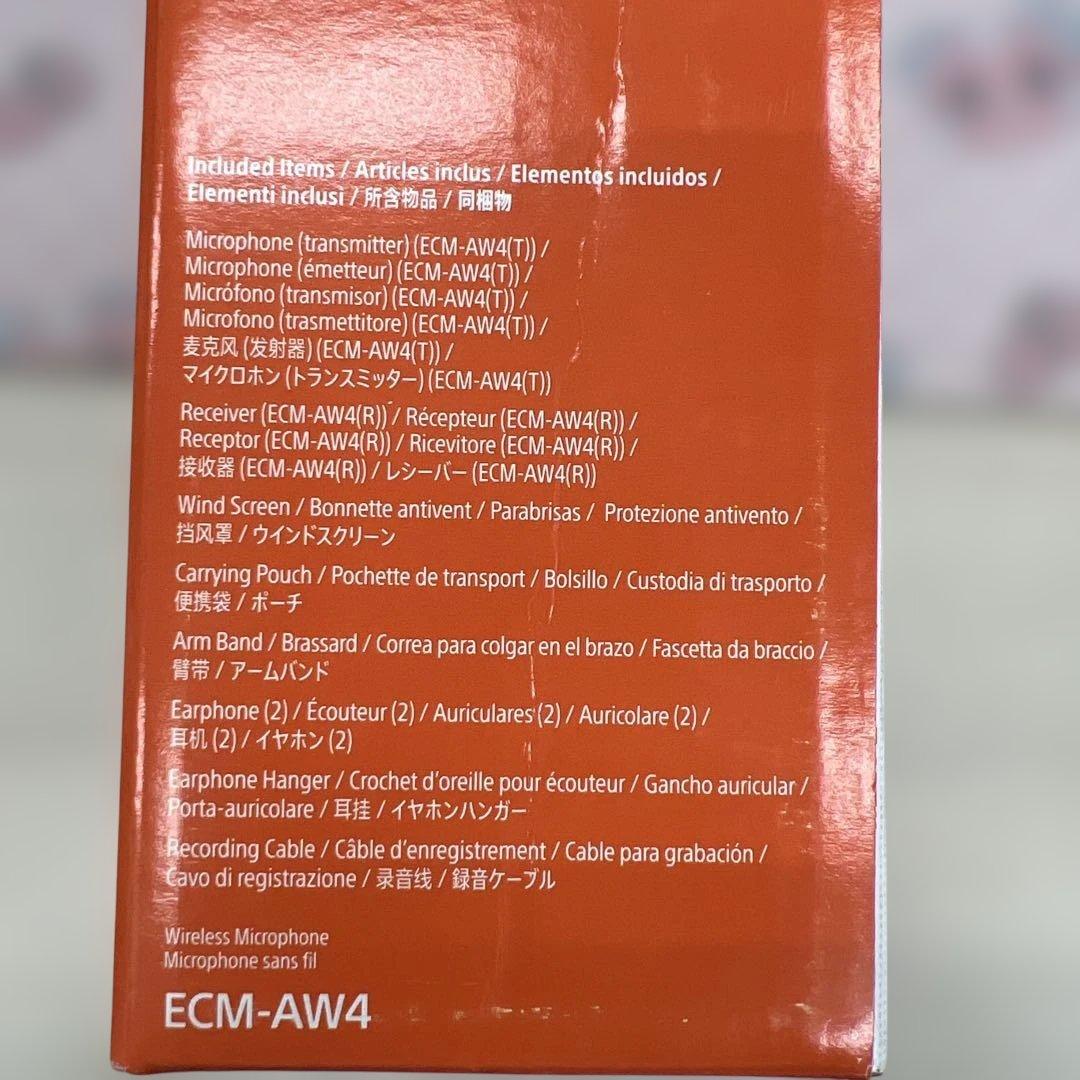 Included Items / Articles inclus / Elementos incluidos /
Elementi inclusi / 所含物品 / 同梱物
Microphone (transmitter) (ECM-AW4(T)) /
Microphone (émetteur) (ECM-AW4(T)) /
Micrófono (transmisor) (ECM-AW4(T)) /
Microfono (trasmettitore) (ECM-AW4(T)) /
麦克风 (发射器) (ECM-AW4(T)) /
マイクロホン (トランスミッター) (ECM-AW4(T))
Receiver (ECM-AW4(R)) / Récepteur (ECM-AW4(R)) /
Receptor (ECM-AW4(R)) / Ricevitore (ECM-AW4(R)) /
接收器 (ECM-AW4(R)) / レシーバー (ECM-AW4(R))
Wind Screen / Bonnette antivent / Parabrisas / Protezione antivento /
挡风罩 / ウインドスクリーン
Carrying Pouch / Pochette de transport / Bolsillo / Custodia di trasporto /
便携袋 / ポーチ
Arm Band / Brassard / Correa para colgar en el brazo / Fascetta da braccio /
臂带 / アームバンド
Earphone (2) / Écouteur (2) / Auriculares (2) / Auricolare (2) /
耳机 (2) / イヤホン (2)
Earphone Hanger / Crochet d'oreille pour écouteur / Gancho auricular /
Porta-auricolare / 耳挂 / イヤホンハンガー
Recording Cable / Câble d'enregistrement / Cable para grabación /
Cavo di registrazione / 录音线 / 録音ケーブル
Wireless Microphone
Microphone sans fil
ECM-AW4